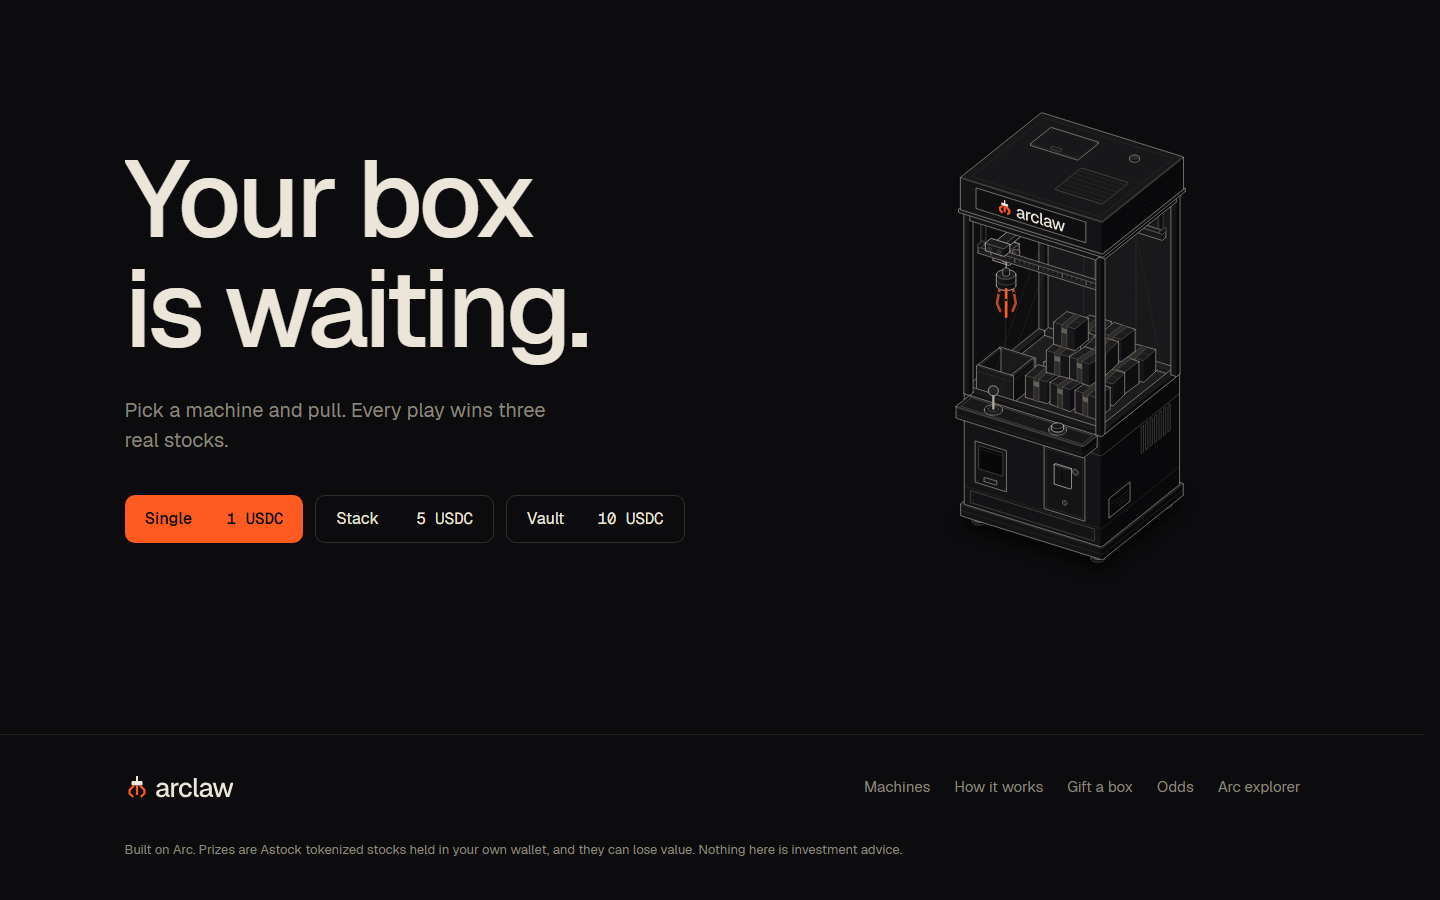 Your box
is waiting.
Pick a machine and pull. Every play wins three
real stocks.
Single 1 USDC
Stack 5 USDC
Vault 10 USDC
arclaw
arclaw
Machines
How it works
Gift a box
Odds
Arc explorer
Built on Arc. Prizes are Astock tokenized stocks held in your own wallet, and they can lose value. Nothing here is investment advice.